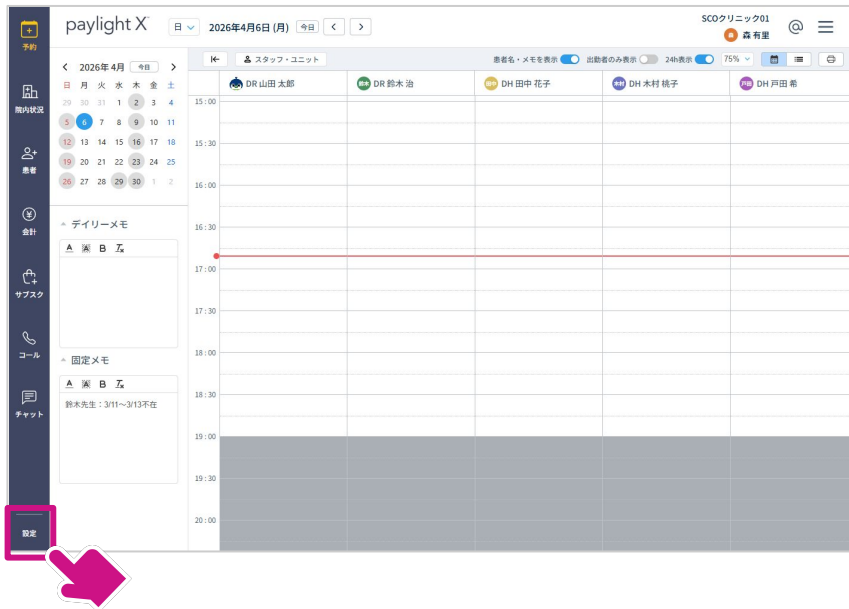 予約
院内状況
患者
会計
サブスク
コール
チャット
設定
paylight X
日 2026年4月6日 (月) 今日
SCOクリニック01
森 有里
2026年 4月 今日
日 月 火 水 木 金 土
29 30 31 1 2 3 4
5 6 7 8 9 10 11
12 13 14 15 16 17 18
19 20 21 22 23 24 25
26 27 28 29 30 1 2
デイリーメモ
A A B Tx
固定メモ
A A B Tx
鈴木先生：3/11～3/13不在
スタッフ・ユニット
患者名・メモを表示 出勤者のみ表示 24h表示 75%
DR 山田 太郎
鈴木 DR 鈴木 治
田中 DH 田中 花子
木村 DH 木村 桃子
戸田 DH 戸田 希
15:00
15:30
16:00
16:30
17:00
17:30
18:00
18:30
19:00
19:30
20:00